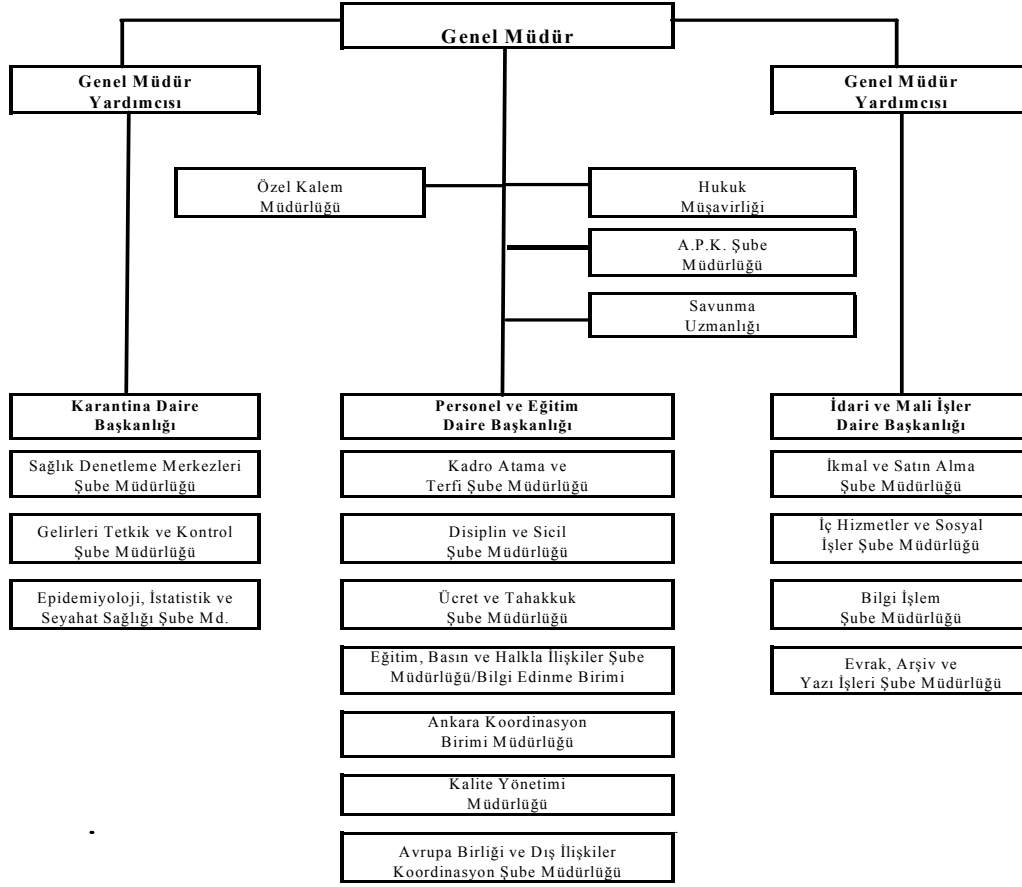 Genel Müdür
Genel Müdür
Yardımcısı
Genel Müdür
Yardımcısı
Özel Kalem
Müdürlüğü
Hukuk
Müşavirliği
A.P.K. Şube
Müdürlüğü
Savunma
Uzmanlığı
Karantina Daire
Başkanlığı
Sağlık Denetleme Merkezleri
Şube Müdürlüğü
Gelirleri Tetkik ve Kontrol
Şube Müdürlüğü
Epidemiyoloji, İstatistik ve
Seyahat Sağlığı Şube Md.
Personel ve Eğitim
Daire Başkanlığı
Kadro Atama ve
Terfi Şube Müdürlüğü
Disiplin ve Sicil
Şube Müdürlüğü
Ücret ve Tahakkuk
Şube Müdürlüğü
Eğitim, Basın ve Halkla İlişkiler Şube
Müdürlüğü/Bilgi Edinme Birimi
Ankara Koordinasyon
Birimi Müdürlüğü
Kalite Yönetimi
Müdürlüğü
Avrupa Birliği ve Dış İlişkiler
Koordinasyon Şube Müdürlüğü
İdari ve Mali İşler
Daire Başkanlığı
İkmal ve Satın Alma
Şube Müdürlüğü
İç Hizmetler ve Sosyal
İşler Şube Müdürlüğü
Bilgi İşlem
Şube Müdürlüğü
Evrak, Arşiv ve
Yazı İşleri Şube Müdürlüğü